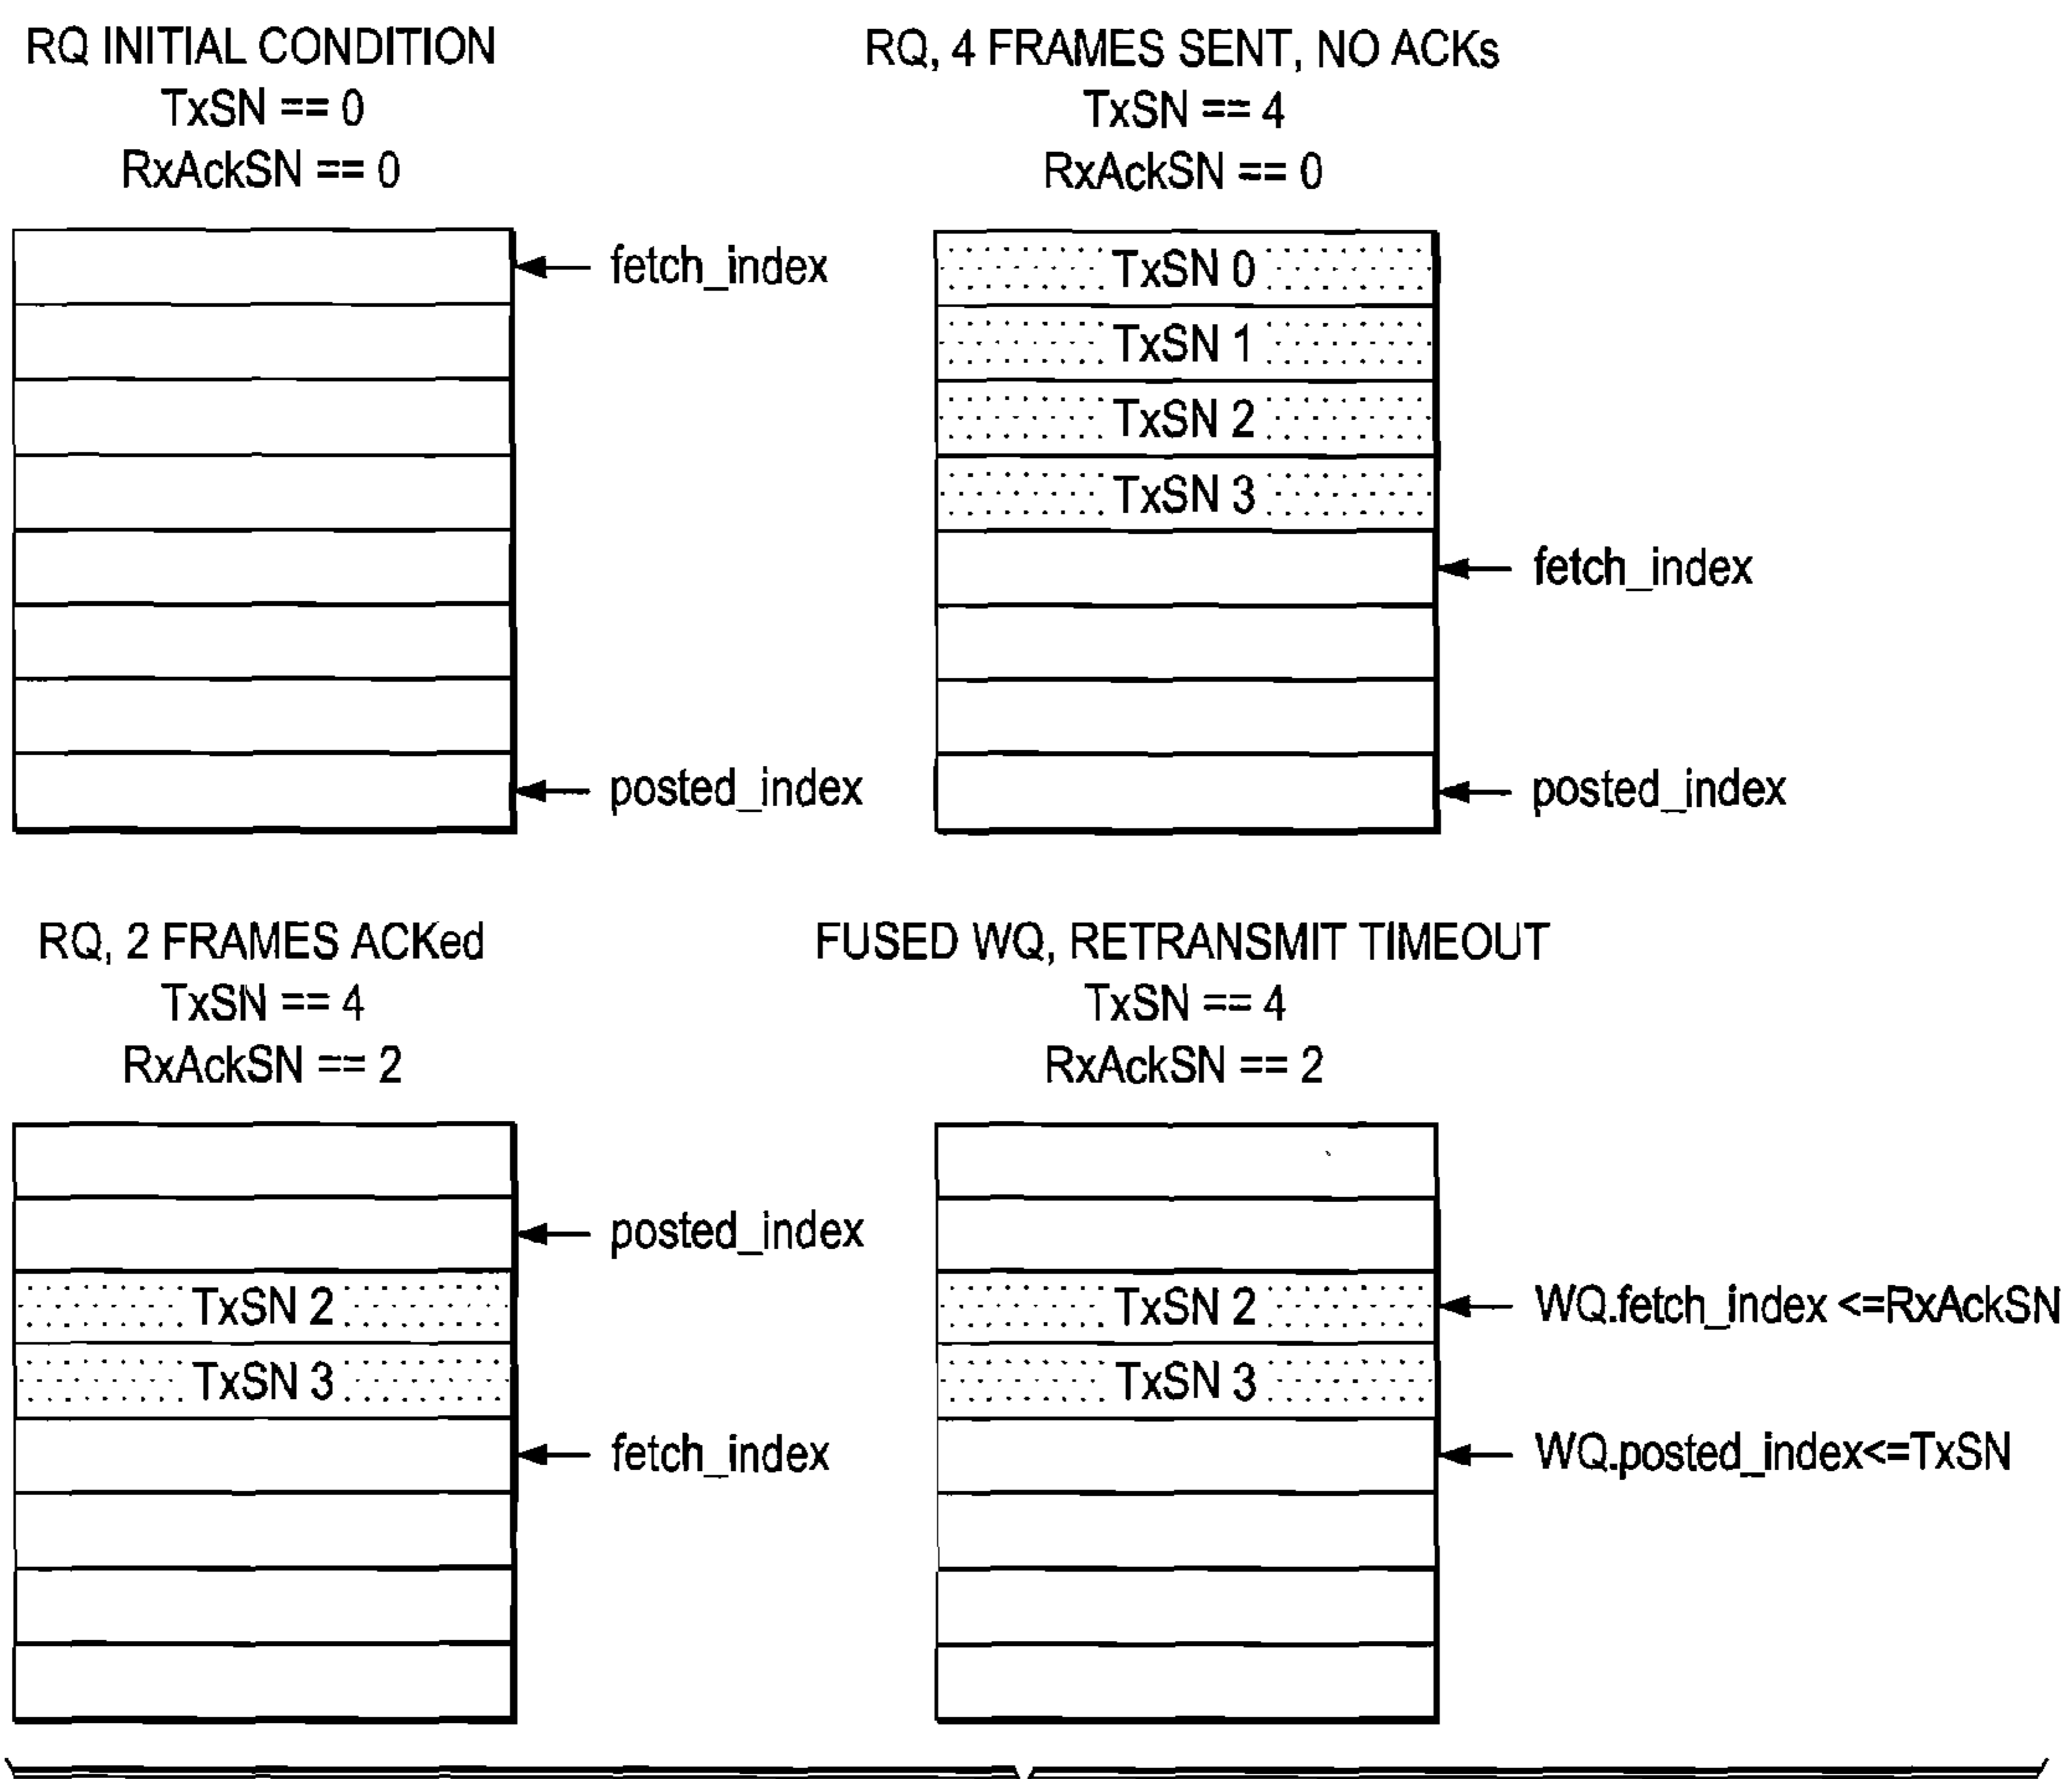 RQ INITIAL CONDITION
TxSN == 0
RxAckSN == 0
fetch_index
posted_index
RQ, 4 FRAMES SENT, NO ACKs
TxSN == 4
RxAckSN == 0
TxSN 0
TxSN 1
TxSN 2
TxSN 3
fetch_index
posted_index
RQ, 2 FRAMES ACKed
TxSN == 4
RxAckSN == 2
posted_index
TxSN 2
TxSN 3
fetch_index
FUSED WQ, RETRANSMIT TIMEOUT
TxSN == 4
RxAckSN == 2
TxSN 2
WQ.fetch_index <=RxAckSN
TxSN 3
WQ.posted_index<=TxSN